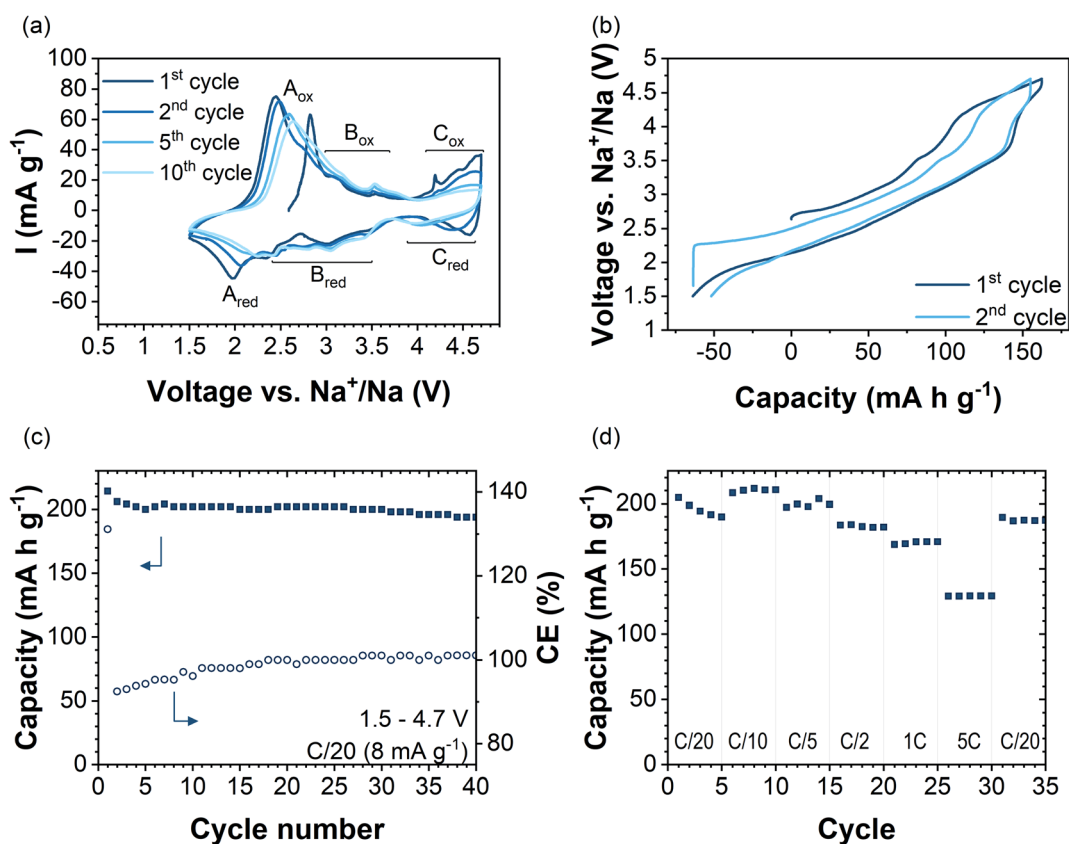 (a)
100
80
60
40
20
0
-20
-40
-60
I (mA g⁻¹)
1ˢᵗ cycle
2ⁿᵈ cycle
5ᵗʰ cycle
10ᵗʰ cycle
Aₒₓ
Bₒₓ
Cₒₓ
A_red
B_red
C_red
0.5 1 1.5 2 2.5 3 3.5 4 4.5
Voltage vs. Na⁺/Na (V)
(b)
5
4.5
4
3.5
3
2.5
2
1.5
1
Voltage vs. Na⁺/Na (V)
1ˢᵗ cycle
2ⁿᵈ cycle
-50 0 50 100 150
Capacity (mA h g⁻¹)
(c)
200
150
100
50
0
Capacity (mA h g⁻¹)
140
120
100
80
CE (%)
1.5 - 4.7 V
C/20 (8 mA g⁻¹)
0 5 10 15 20 25 30 35 40
Cycle number
(d)
200
150
100
200
0
Capacity (mA h g⁻¹)
C/20 C/10 C/5 C/2 1C 5C C/20
0 5 10 15 20 25 30 35
Cycle